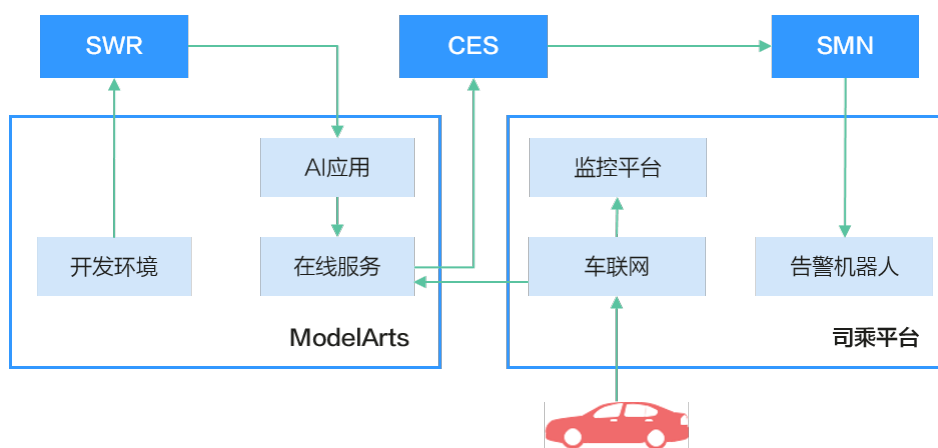 SWR
CES
SMN
AI应用
监控平台
开发环境
在线服务
车联网
告警机器人
ModelArts
司乘平台